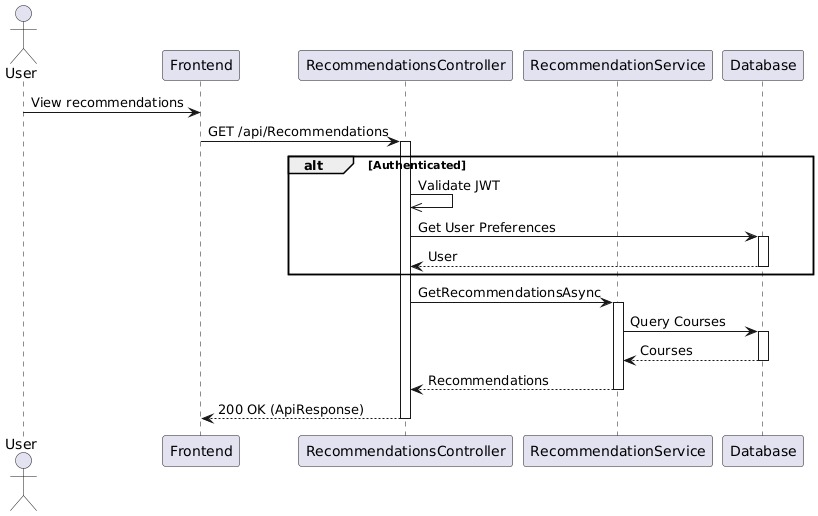 User
Frontend
RecommendationsController
RecommendationService
Database
View recommendations
GET /api/Recommendations
alt
[Authenticated]
Validate JWT
Get User Preferences
User
GetRecommendationsAsync
Query Courses
Courses
Recommendations
200 OK (ApiResponse)
User
Frontend
RecommendationsController
RecommendationService
Database